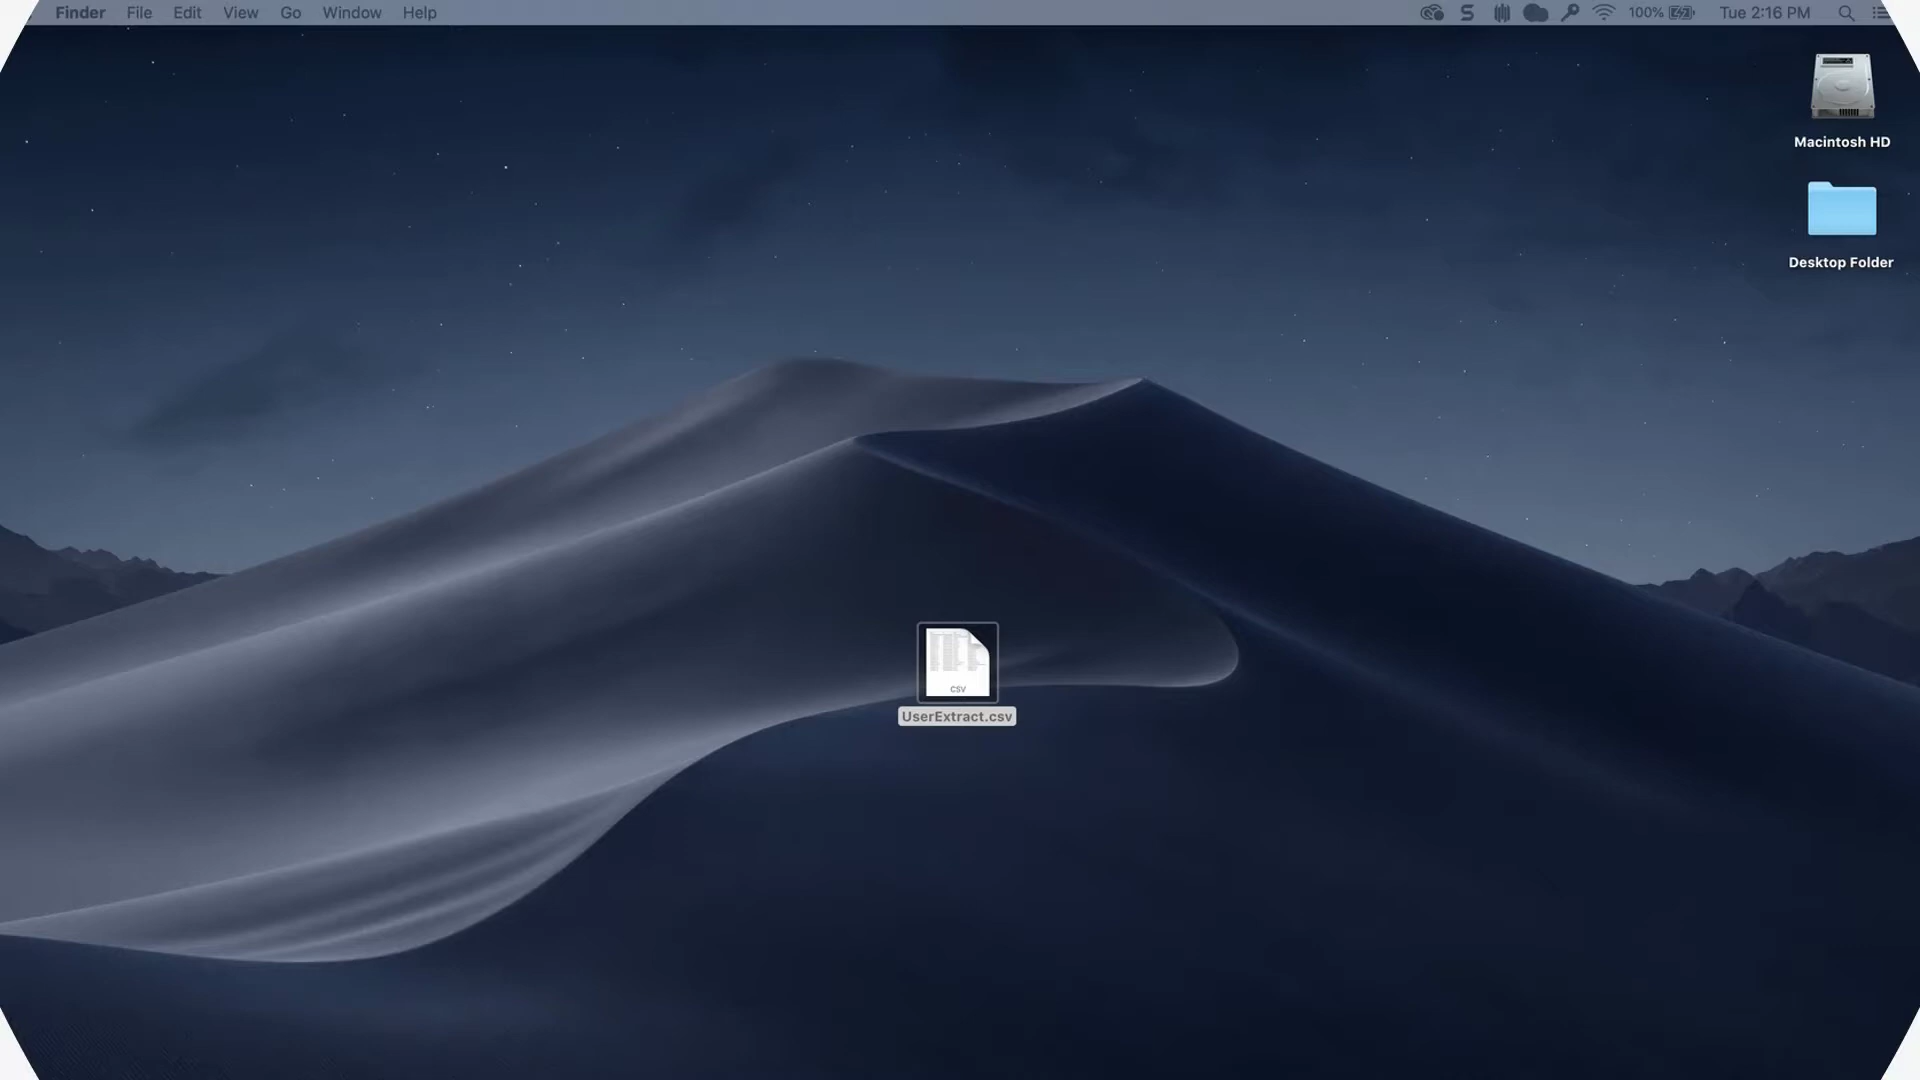 Finder File Edit View Go Window Help 100% Tue 2:16 PM
Macintosh HD
Desktop Folder
CSV
UserExtract.csv